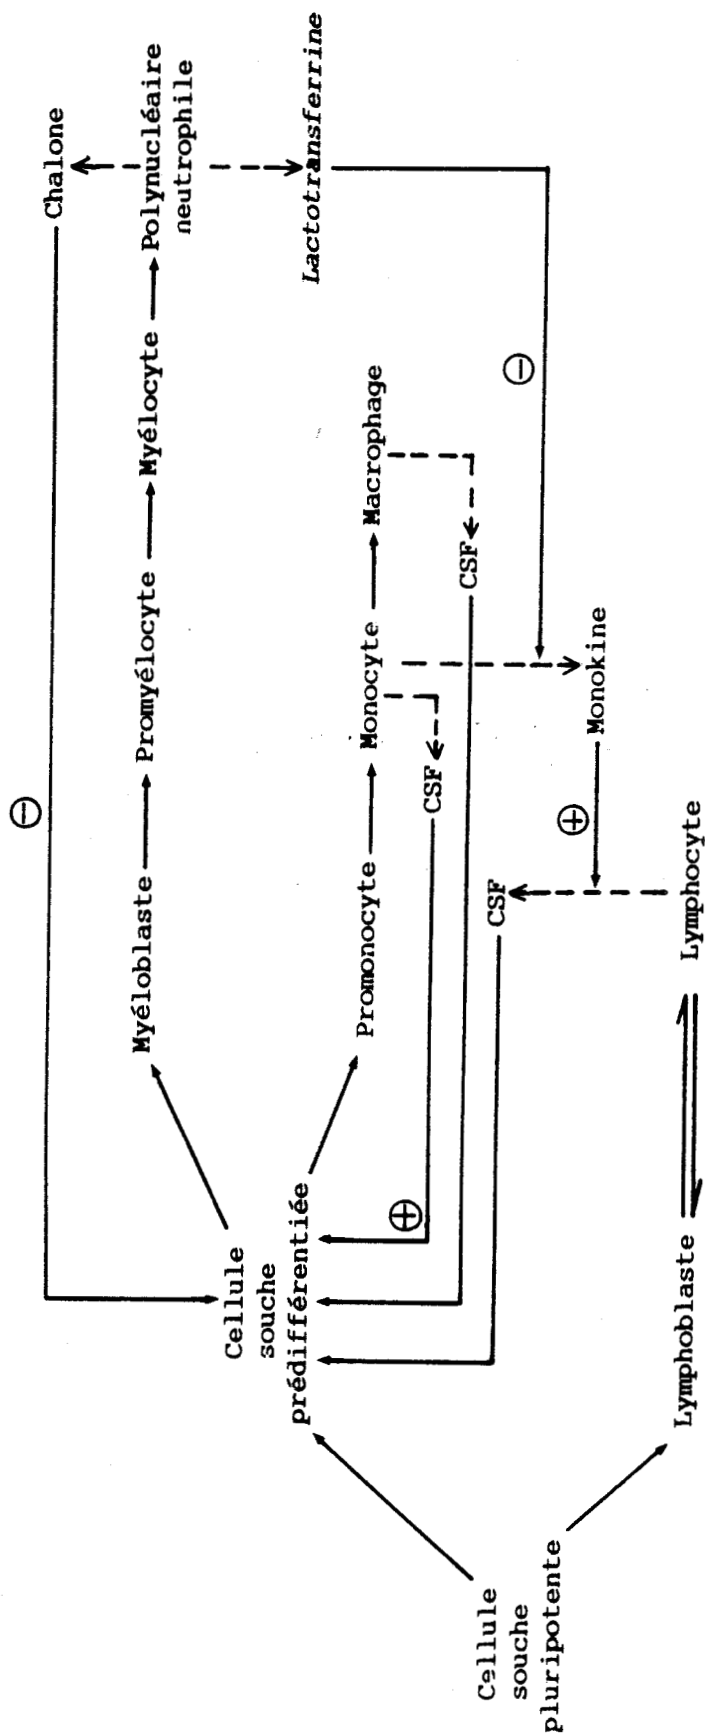 Chalone
⊖
Cellule
souche
prédifférentiée
Myéloblaste
Promyélocyte
Myélocyte
Polynucléaire
neutrophile
Lactotransferrine
Promonocyte
Monocyte
Macrophage
⊕
CSF
CSF
CSF
⊖
Monokine
⊕
Cellule
souche
pluripotente
Lymphoblaste
Lymphocyte